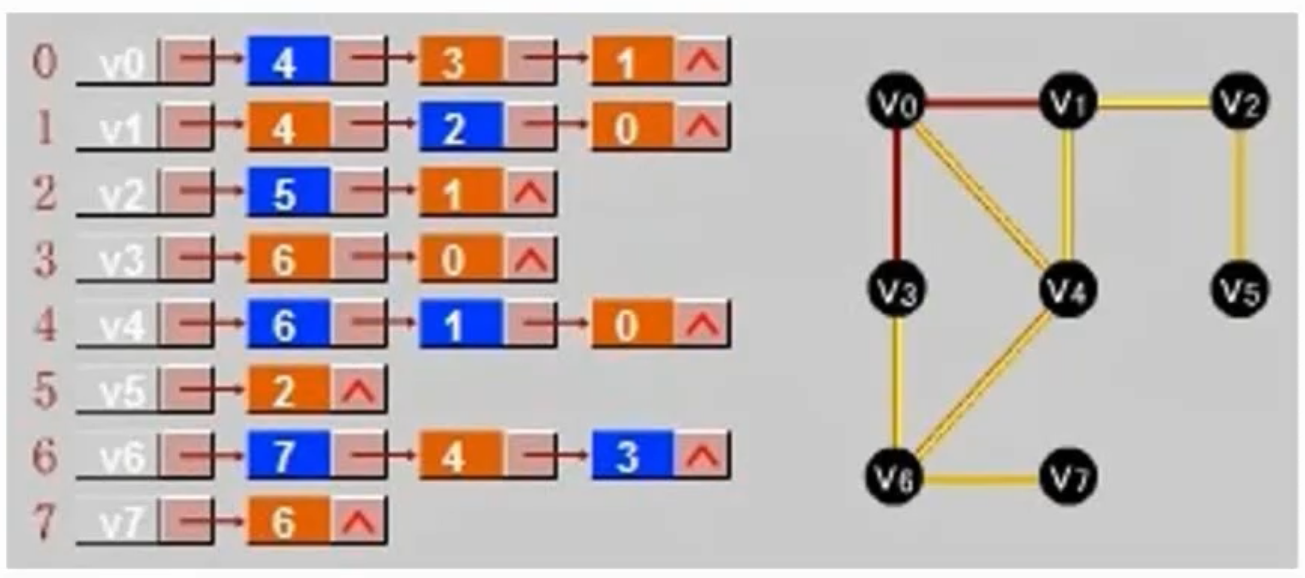 0 v0 4 3 1 ^
1 v1 4 2 0 ^
2 v2 5 1 ^
3 v3 6 0 ^
4 v4 6 1 0 ^
5 v5 2 ^
6 v6 7 4 3 ^
7 v7 6 ^
V0 V1 V2
V3 V4 V5
V6 V7